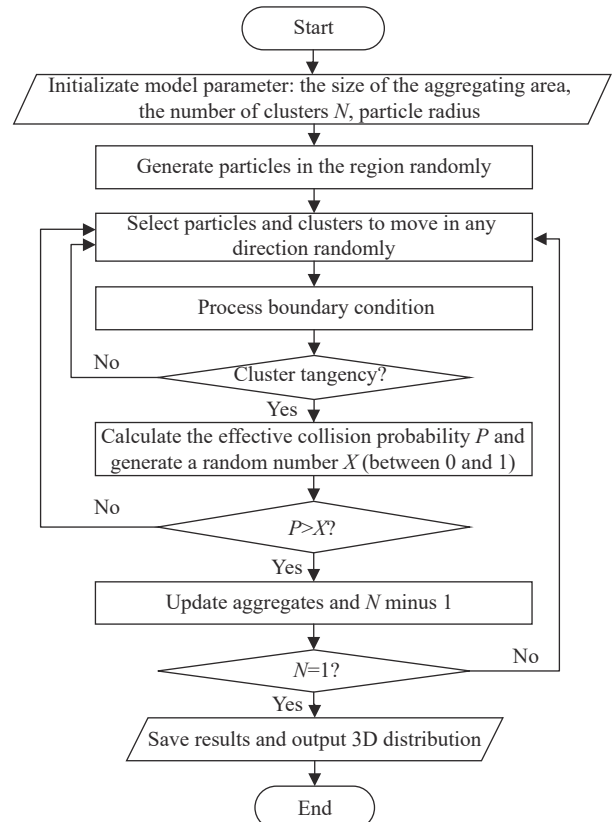 Start
Initializate model parameter: the size of the aggregating area,
the number of clusters N, particle radius
Generate particles in the region randomly
Select particles and clusters to move in any
direction randomly
Process boundary condition
No
Cluster tangency?
Yes
Calculate the effective collision probability P and
generate a random number X (between 0 and 1)
No
P>X?
Yes
Update aggregates and N minus 1
N=1?
No
Yes
Save results and output 3D distribution
End